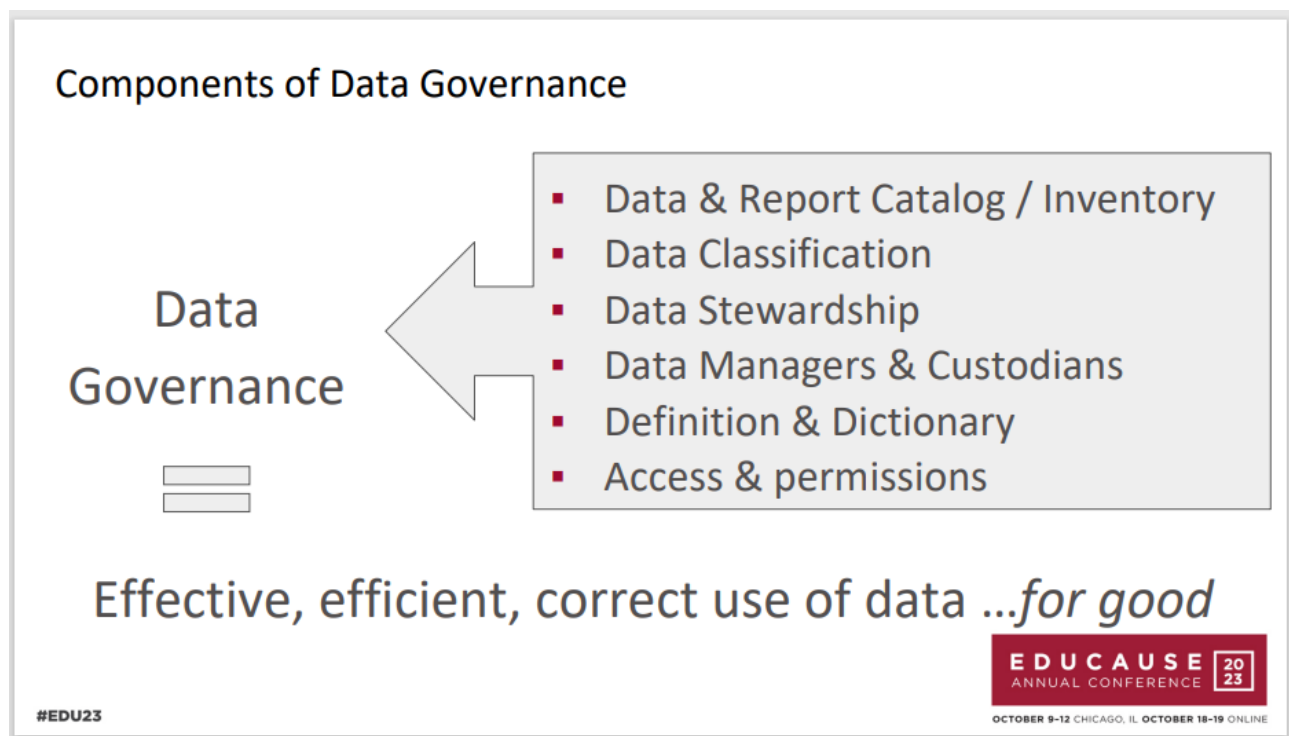 Components of Data Governance
Data
Governance
▪ Data & Report Catalog / Inventory
▪ Data Classification
▪ Data Stewardship
▪ Data Managers & Custodians
▪ Definition & Dictionary
▪ Access & permissions
Effective, efficient, correct use of data …for good
EDUCAUSE
ANNUAL CONFERENCE
20
23
#EDU23
OCTOBER 9–12 CHICAGO, IL OCTOBER 18–19 ONLINE